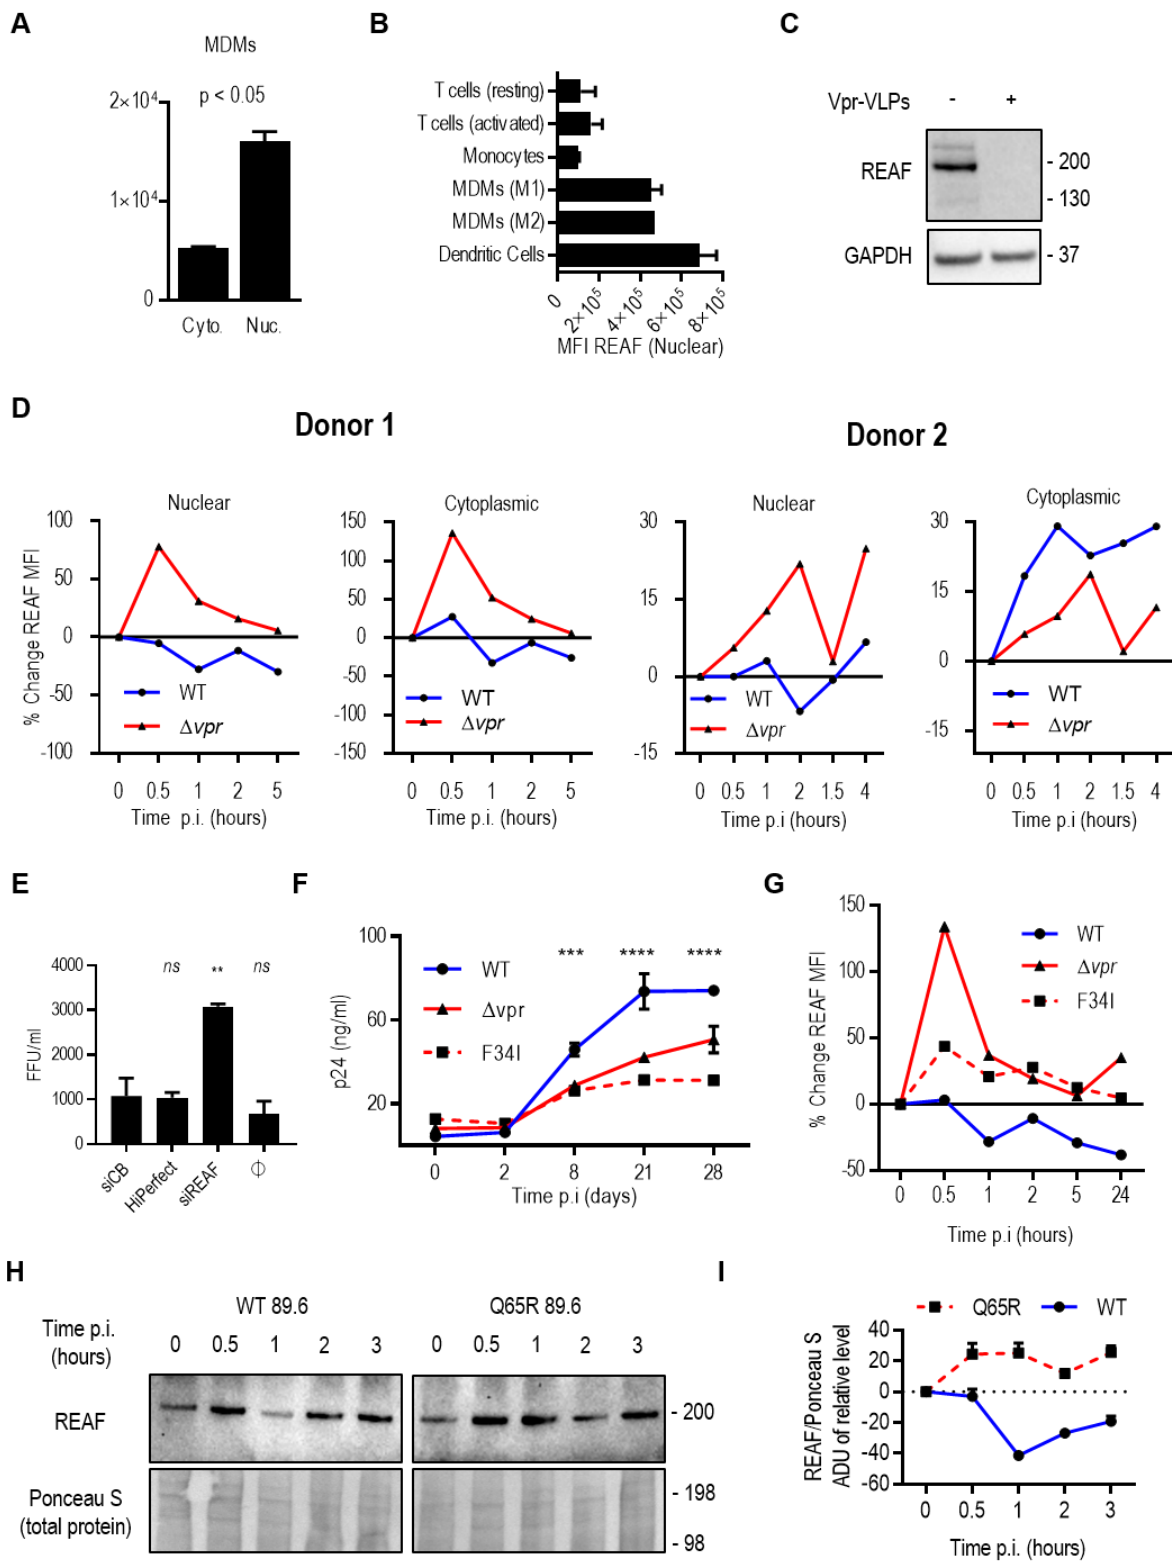 A
MDMs
p < 0.05
2×10⁴
1×10⁴
0
Cyto. Nuc.
B
T cells (resting)
T cells (activated)
Monocytes
MDMs (M1)
MDMs (M2)
Dendritic Cells
0 2×10⁵ 4×10⁵ 6×10⁵ 8×10⁵
MFI REAF (Nuclear)
C
Vpr-VLPs - +
REAF
- 200
- 130
GAPDH - 37
D
Donor 1
Donor 2
% Change REAF MFI
Nuclear
100
50
0
-50
-100
WT
Δvpr
0 0.5 1 2 5
Time p.i. (hours)
Cytoplasmic
150
100
50
0
-50
-100
-150
WT
Δvpr
0 0.5 1 2 5
Time p.i. (hours)
Nuclear
30
15
0
-15
WT
Δvpr
0 0.5 1 2 1.5 4
Time p.i (hours)
Cytoplasmic
30
15
0
-15
WT
Δvpr
0 0.5 1 2 1.5 4
Time p.i (hours)
E
FFU/ml
4000
3000
2000
1000
0
ns ** ns
siCB HiPerfect siREAF Φ
F
p24 (ng/ml)
100
60
20
WT
Δvpr
F34I
*** **** ****
0 2 8 21 28
Time p.i (days)
G
% Change REAF MFI
150
100
50
0
-50
WT
Δvpr
F34I
0 0.5 1 2 5 24
Time p.i (hours)
H
WT 89.6 Q65R 89.6
Time p.i.
(hours)
0 0.5 1 2 3 0 0.5 1 2 3
REAF - 200
Ponceau S
(total protein)
- 198
- 98
I
Q65R WT
REAF/Ponceau S
ADU of relative level
40
20
0
-20
-40
-60
0 0.5 1 2 3
Time p.i. (hours)